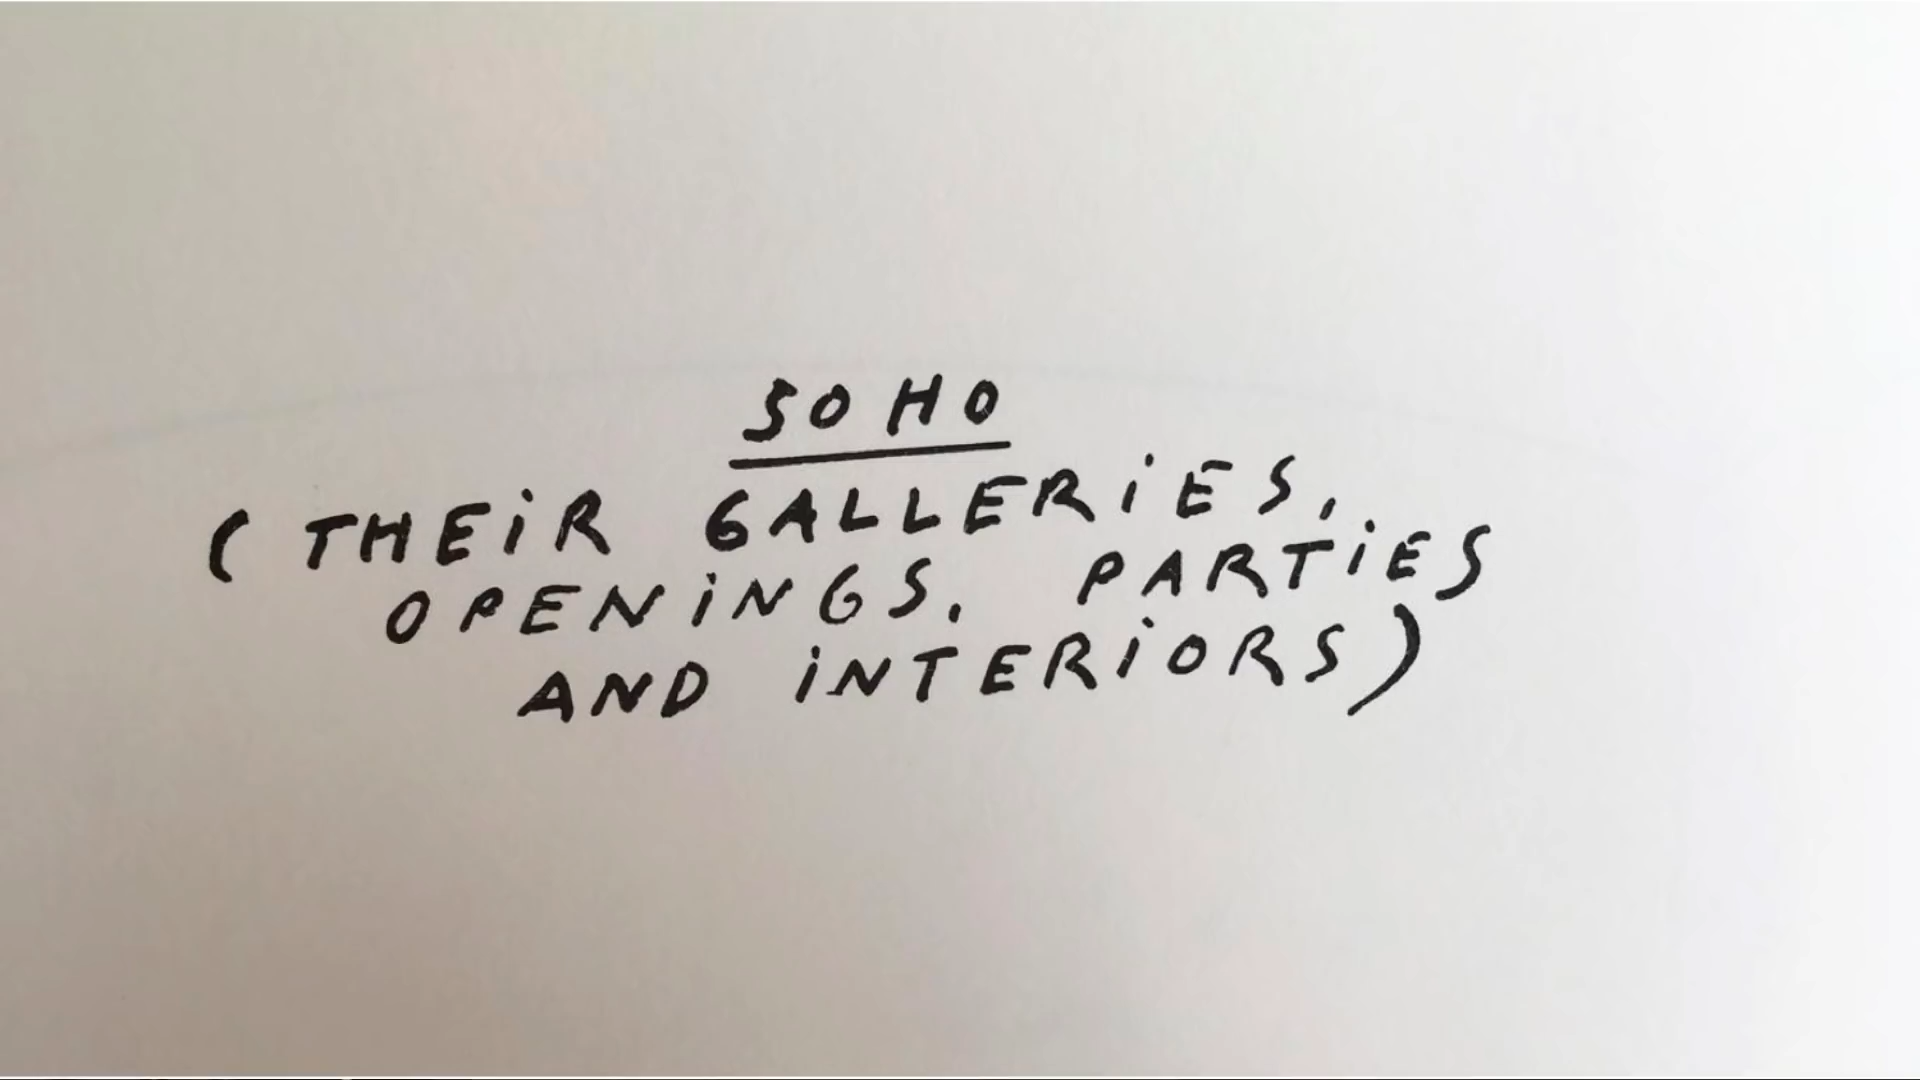 SOHO
(THEiR GALLERiES,
OPENiNGS, PARTiES
AND iNTERiORS)